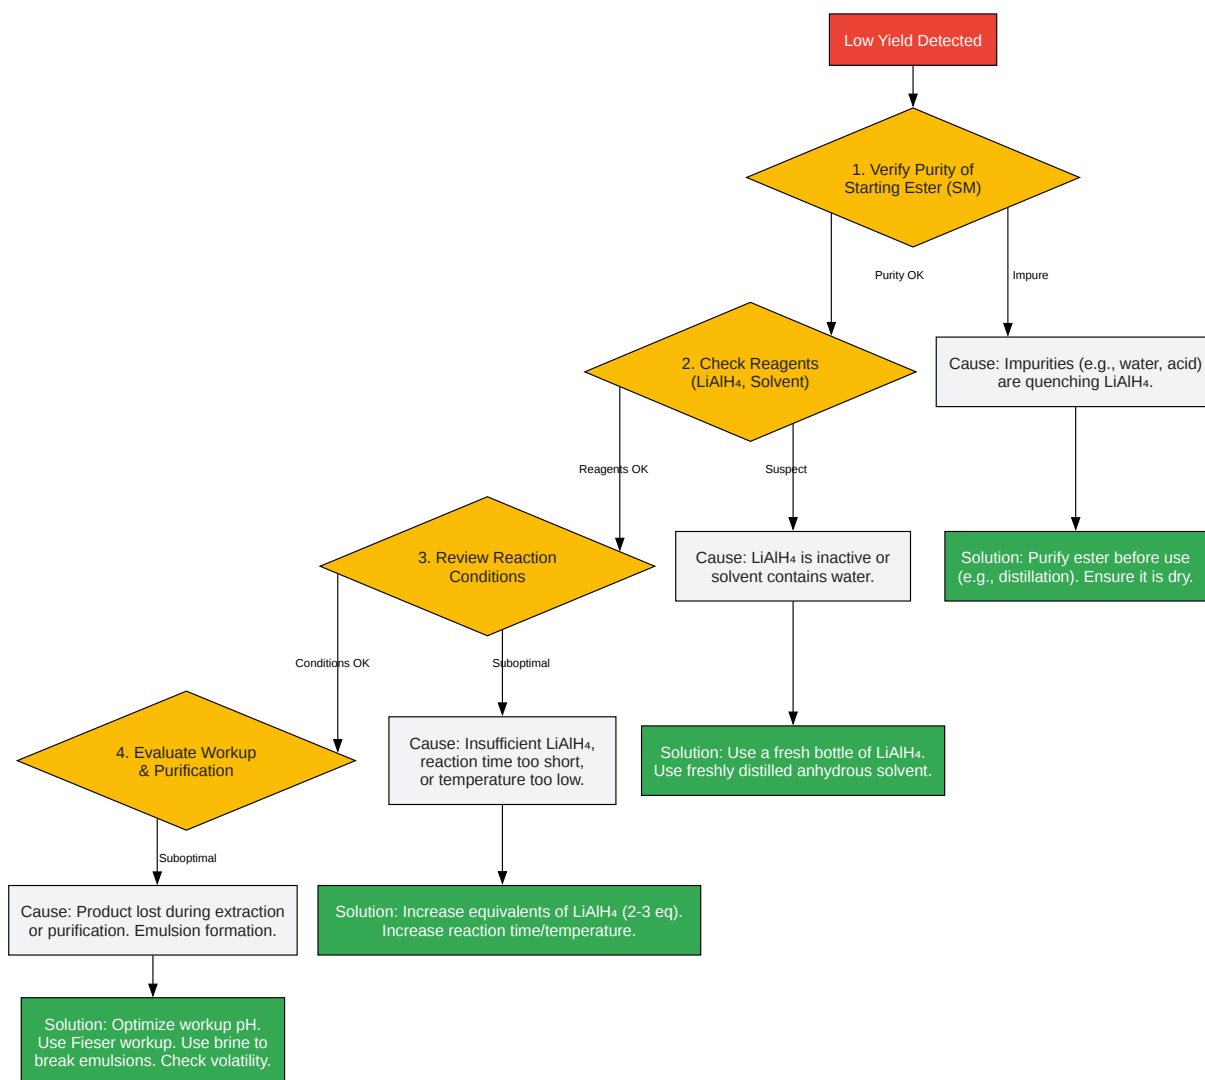 Low Yield Detected
1. Verify Purity of
Starting Ester (SM)
Purity OK
Impure
2. Check Reagents
(LiAlH₄, Solvent)
Cause: Impurities (e.g., water, acid)
are quenching LiAlH₄.
Reagents OK
Suspect
3. Review Reaction
Conditions
Cause: LiAlH₄ is inactive or
solvent contains water.
Solution: Purify ester before use
(e.g., distillation). Ensure it is dry.
Conditions OK
Suboptimal
4. Evaluate Workup
& Purification
Cause: Insufficient LiAlH₄,
reaction time too short,
or temperature too low.
Solution: Use a fresh bottle of LiAlH₄.
Use freshly distilled anhydrous solvent.
Suboptimal
Cause: Product lost during extraction
or purification. Emulsion formation.
Solution: Increase equivalents of LiAlH₄ (2-3 eq).
Increase reaction time/temperature.
Solution: Optimize workup pH.
Use Fieser workup. Use brine to
break emulsions. Check volatility.